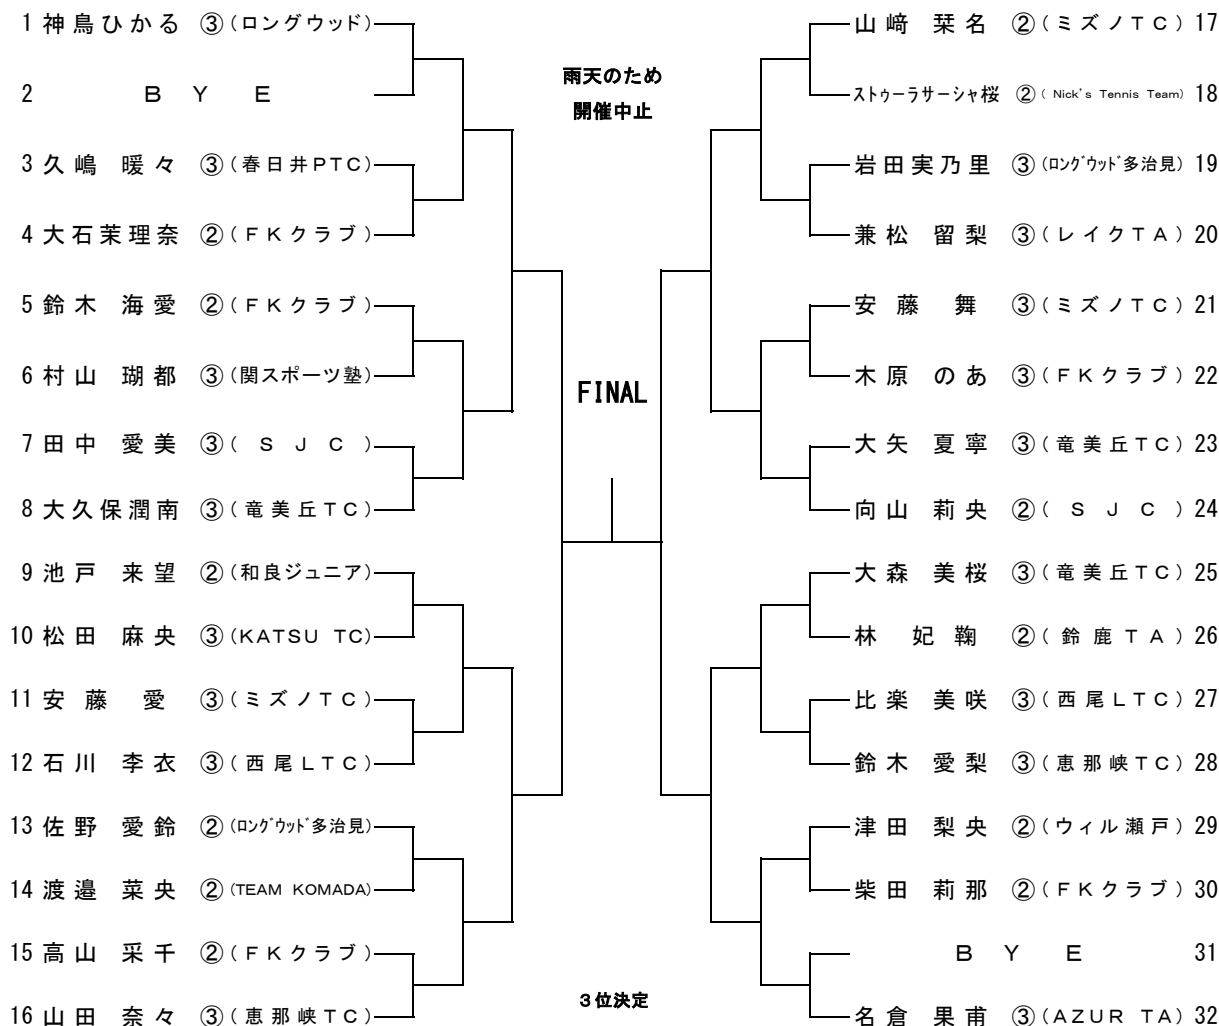 1 神鳥ひかる ③ (ロングウッド)
2 BYE
3 久嶋 暖々 ③ (春日井PTC)
4 大石茉理奈 ② (FKクラブ)
5 鈴木 海愛 ② (FKクラブ)
6 村山 瑚都 ③ (関スポーツ塾)
7 田中 愛美 ③ (SJC)
8 大久保潤南 ③ (竜美丘TC)
9 池戸 来望 ② (和良ジュニア)
10 松田 麻央 ③ (KATSU TC)
11 安藤 愛 ③ (ミズノTC)
12 石川 李衣 ③ (西尾LTC)
13 佐野 愛鈴 ② (ロングウッド多治見)
14 渡邉 菜央 ② (TEAM KOMADA)
15 高山 采千 ② (FKクラブ)
16 山田 奈々 ③ (恵那峡TC)
雨天のため
開催中止
FINAL
3位決定
山﨑 栞名 ② (ミズノTC) 17
ストゥーラサーシャ桜 ② (Nick's Tennis Team) 18
岩田実乃里 ③ (ロングウッド多治見) 19
兼松 留梨 ③ (レイクTA) 20
安藤 舞 ③ (ミズノTC) 21
木原 のあ ③ (FKクラブ) 22
大矢 夏寧 ③ (竜美丘TC) 23
向山 莉央 ② (SJC) 24
大森 美桜 ③ (竜美丘TC) 25
林 妃鞠 ② (鈴鹿TA) 26
比楽 美咲 ③ (西尾LTC) 27
鈴木 愛梨 ③ (恵那峡TC) 28
津田 梨央 ② (ウィル瀬戸) 29
柴田 莉那 ② (FKクラブ) 30
BYE 31
名倉 果甫 ③ (AZUR TA) 32